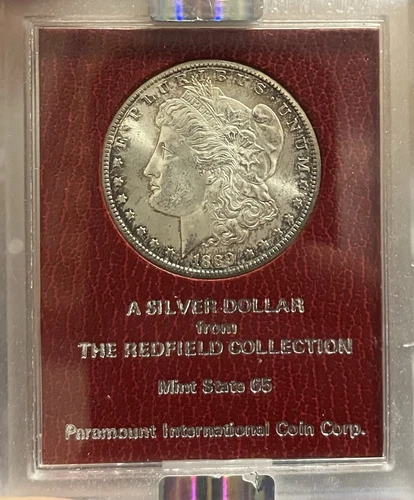 E·PLURIBUS·UNUM
A SILVER DOLLAR
from
THE REDFIELD COLLECTION
Mint State 65
Paramount International Coin Corp.